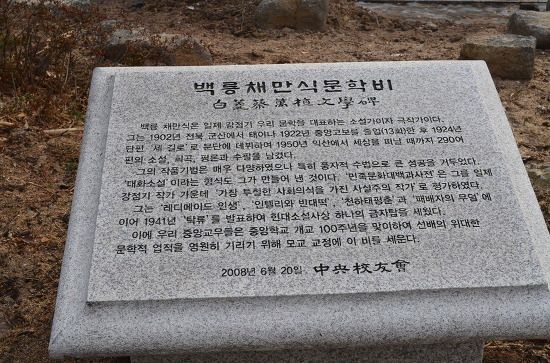 백릉채만식문학비
白菱蔡萬植文學碑
백릉 채만식은 일제 강점기 우리 문학을 대표하는 소설가이자 극작가이다.
그는 1902년 전북 군산에서 태어나 1922년 중앙고보를 졸업(13회)한 후 1924년
단편 '세 길로'로 문단에 데뷔하여 1950년 익산에서 세상을 떠날 때까지 290여
편의 소설, 희곡, 평론과 수필을 남겼다.
그의 작품기법은 매우 다양하였으나 특히 풍자적 수법으로 큰 성공을 거두었다.
'대화소설'이라는 형식도 그가 만들어 낸 것이다. '민족문화대백과사전'은 그를 일제
강점기 작가 가운데 '가장 투철한 사회의식을 가진 사실주의 작가'로 평가하였다.
그는 '레디메이드 인생', '인텔리와 빈대떡', '천하태평춘'과 '패배자의 무덤'에
이어 1941년 '탁류'를 발표하여 현대소설사상 하나의 금자탑을 세웠다.
이에 우리 중앙교우들은 중앙학교 개교 100주년을 맞이하여 선배의 위대한
문학적 업적을 영원히 기리기 위해 모교 교정에 이 비를 세운다.
2008년 6월 20일 中央校友會